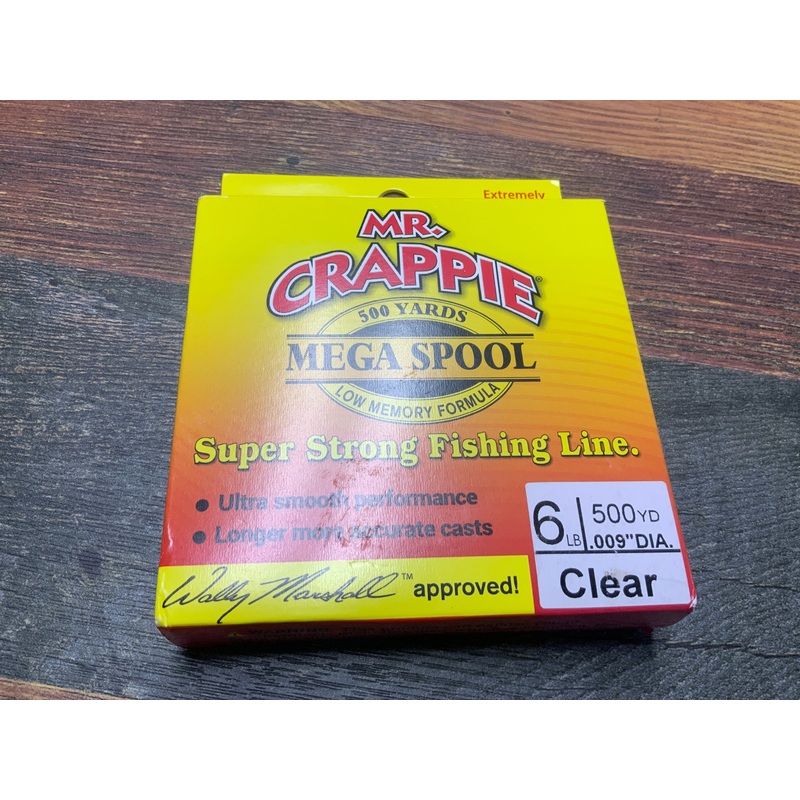 Extremely
MR.
CRAPPIE®
500 YARDS
MEGA SPOOL
LOW MEMORY FORMULA
Super Strong Fishing Line.
• Ultra smooth performance
• Longer more accurate casts
6 LB
500 YD
.009" DIA.
Clear
Wally Marshall™ approved!